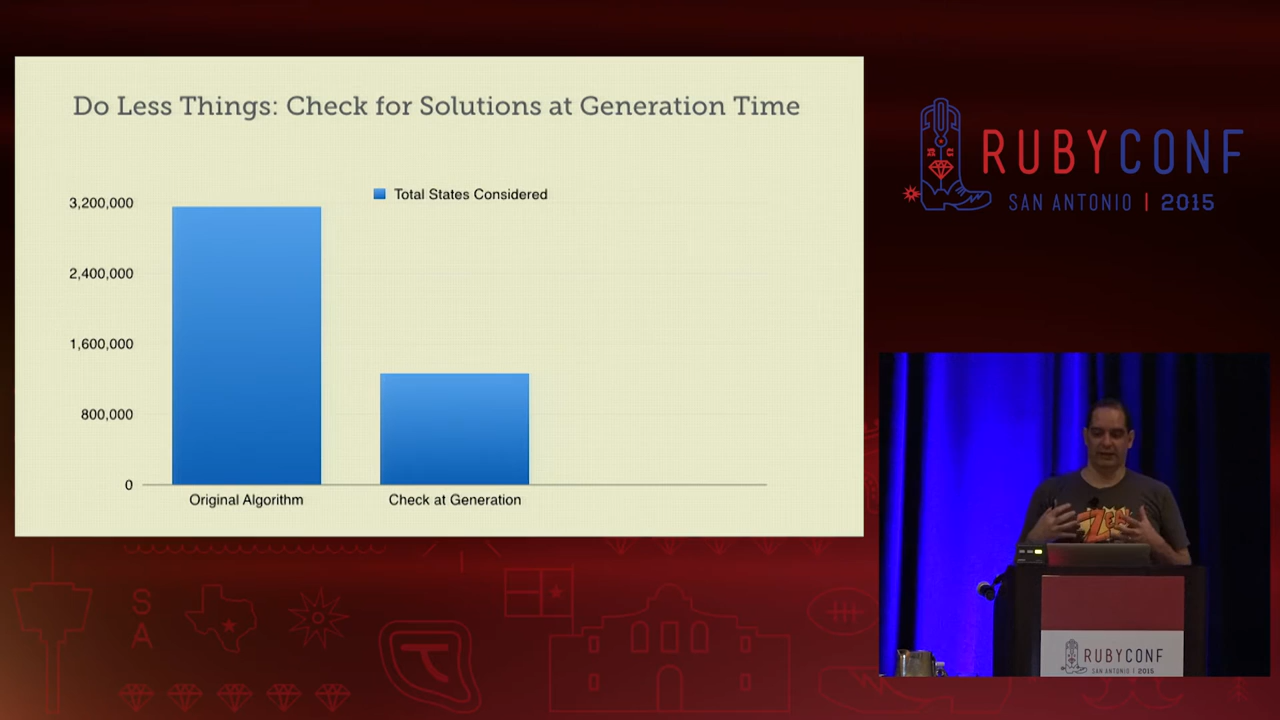 Do Less Things: Check for Solutions at Generation Time
Total States Considered
3,200,000
2,400,000
1,600,000
800,000
0
Original Algorithm
Check at Generation
RUBYCONF
SAN ANTONIO | 2015
ZEN
RUBYCONF
SAN ANTONIO | 2015
S
A